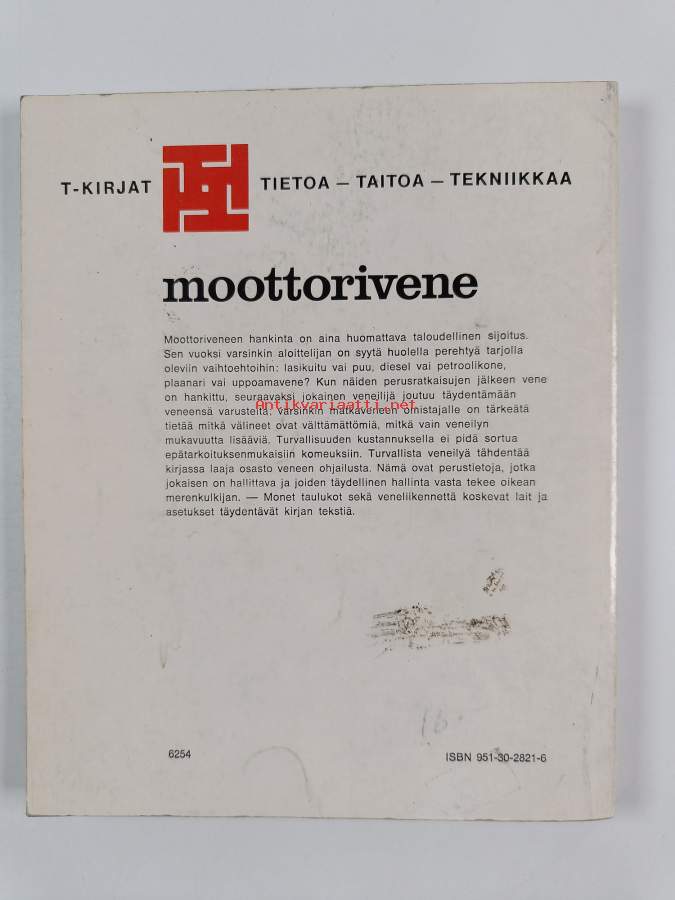 T-KIRJAT TIETOA — TAITOA — TEKNIIKKAA
moottorivene
Moottoriveneen hankinta on aina huomattava taloudellinen sijoitus.
Sen vuoksi varsinkin aloittelijan on syytä huolella perehtyä tarjolla
oleviin vaihtoehtoihin: lasikuitu vai puu, diesel vai petroolikone,
plaanari vai uppoamavene? Kun näiden perusratkaisujen jälkeen vene
on hankittu, seuraavaksi jokainen veneilijä joutuu täydentämään
Antikvariaatti.net
veneensä varusteita. Varsinkin matkaveneen omistajalle on tärkeätä
tietää mitkä välineet ovat välttämättömiä, mitkä vain veneilyn
mukavuutta lisääviä. Turvallisuuden kustannuksella ei pidä sortua
epätarkoituksenmukaisiin komeuksiin. Turvallista veneilyä tähdentää
kirjassa laaja osasto veneen ohjailusta. Nämä ovat perustietoja, jotka
jokaisen on hallittava ja joiden täydellinen hallinta vasta tekee oikean
merenkulkijan. — Monet taulukot sekä veneliikennettä koskevat lait ja
asetukset täydentävät kirjan tekstiä.
16.
6254 ISBN 951-30-2821-6